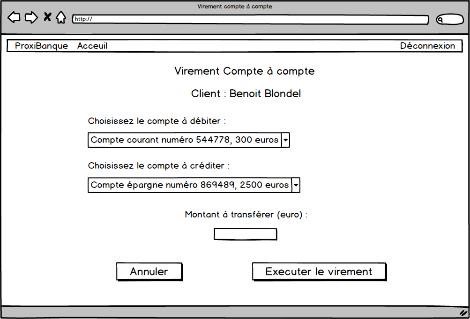 Virement compte à compte
http://
ProxiBanque Acceuil Déconnexion
Virement Compte à compte
Client : Benoit Blondel
Choisissez le compte à débiter :
Compte courant numéro 544778, 300 euros
Choisissez le compte à créditer :
Compte épargne numéro 869489, 2500 euros
Montant à transférer (euro) :
Annuler Executer le virement